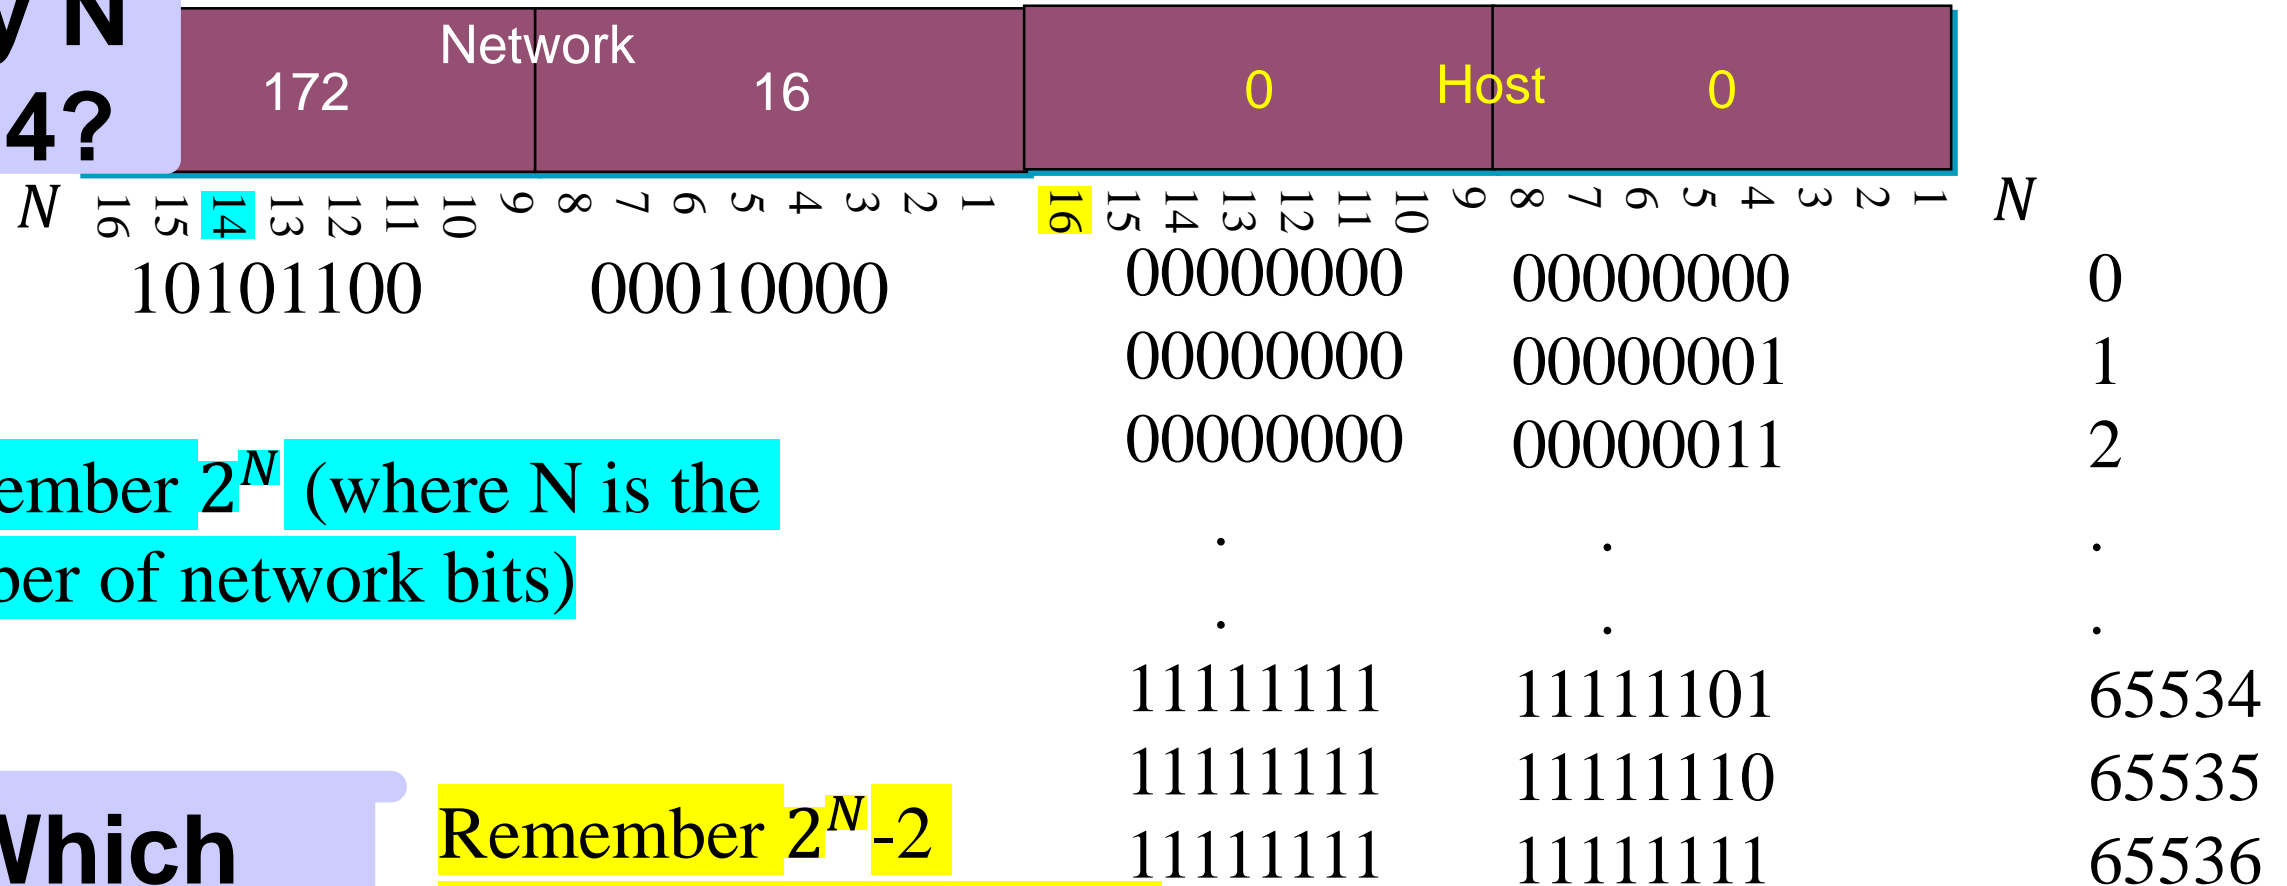 y N
4?
Network
172 16 0 Host 0
N 16 15 14 13 12 11 10 9 8 7 6 5 4 3 2 1 16 15 14 13 12 11 10 9 8 7 6 5 4 3 2 1 N
10101100 00010000 00000000 00000000 0
00000000 00000001 1
00000000 00000011 2
ember 2^N (where N is the
ber of network bits)
. . .
. . .
11111111 11111101 65534
11111111 11111110 65535
11111111 11111111 65536
Which
Remember 2^N-2